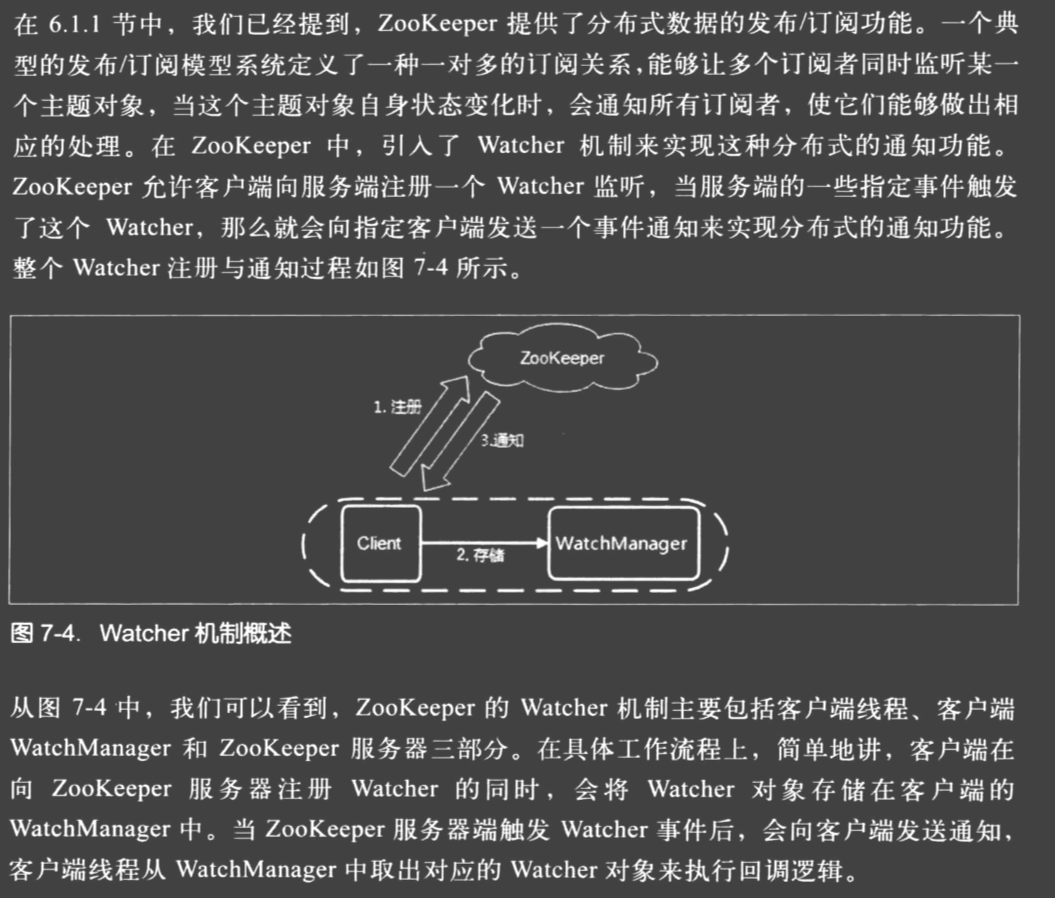 在 6.1.1 节中，我们已经提到，ZooKeeper 提供了分布式数据的发布/订阅功能。一个典
型的发布/订阅模型系统定义了一种一对多的订阅关系，能够让多个订阅者同时监听某一
个主题对象，当这个主题对象自身状态变化时，会通知所有订阅者，使它们能够做出相
应的处理。在 ZooKeeper 中，引入了 Watcher 机制来实现这种分布式的通知功能。
ZooKeeper 允许客户端向服务端注册一个 Watcher 监听，当服务端的一些指定事件触发
了这个 Watcher，那么就会向指定客户端发送一个事件通知来实现分布式的通知功能。
整个 Watcher 注册与通知过程如图 7-4 所示。
ZooKeeper
1. 注册
3.通知
Client
2. 存储
WatchManager
图 7-4. Watcher 机制概述
从图 7-4 中，我们可以看到，ZooKeeper 的 Watcher 机制主要包括客户端线程、客户端
WatchManager 和 ZooKeeper 服务器三部分。在具体工作流程上，简单地讲，客户端在
向 ZooKeeper 服务器注册 Watcher 的同时，会将 Watcher 对象存储在客户端的
WatchManager 中。当 ZooKeeper 服务器端触发 Watcher 事件后，会向客户端发送通知，
客户端线程从 WatchManager 中取出对应的 Watcher 对象来执行回调逻辑。